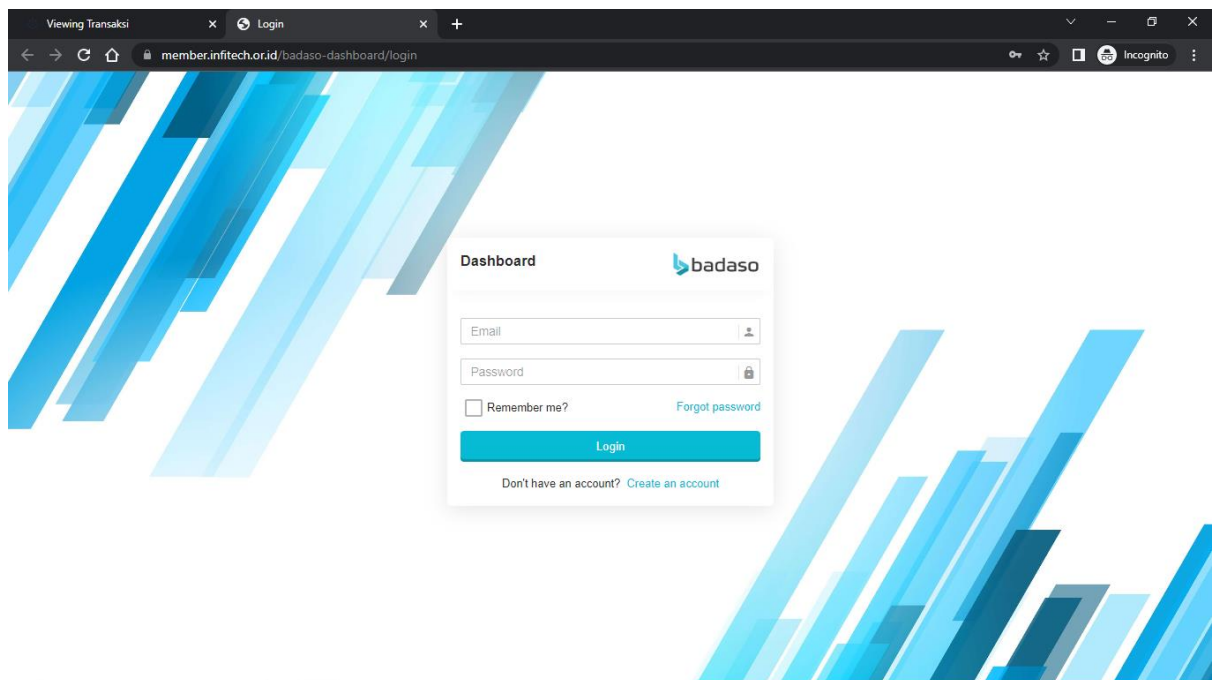 Viewing Transaksi
Login
member.infitech.or.id/badaso-dashboard/login
Incognito
Dashboard
badaso
Email
Password
Remember me? Forgot password
Login
Don't have an account? Create an account